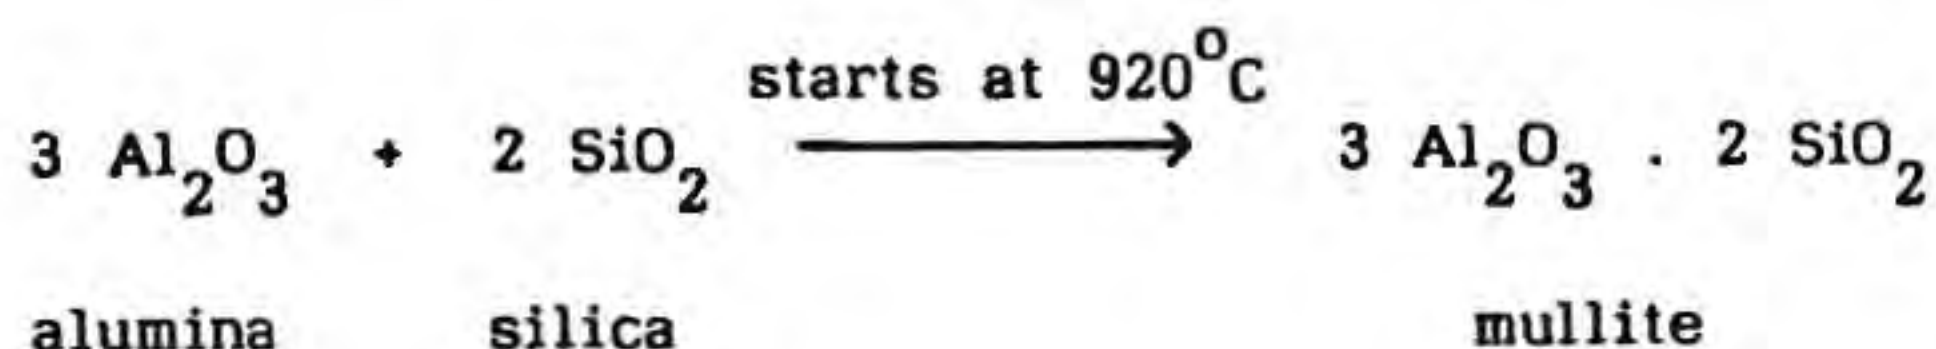 starts at 920°C
3 Al₂O₃ + 2 SiO₂ ⟶ 3 Al₂O₃ . 2 SiO₂
alumina silica mullite